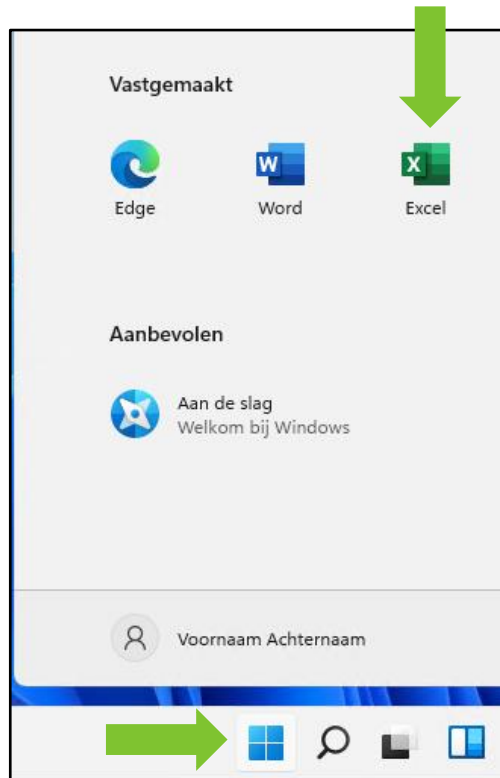 Vastgemaakt
Edge
Word
Excel
Aanbevolen
Aan de slag
Welkom bij Windows
Voornaam Achternaam